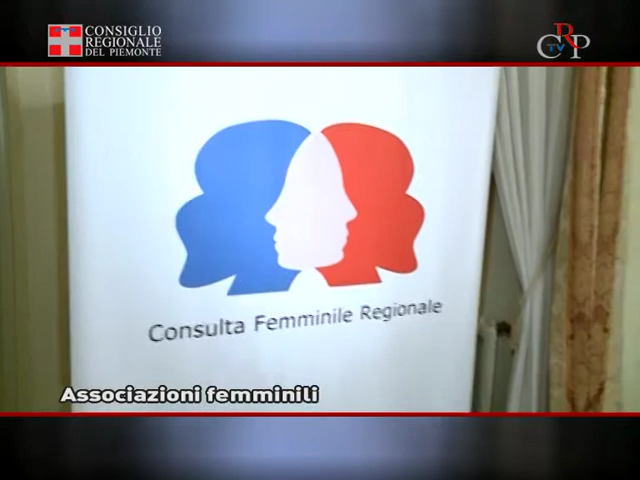 CONSIGLIO
REGIONALE
DEL PIEMONTE
CRP
TV
Consulta Femminile Regionale
Associazioni femminili